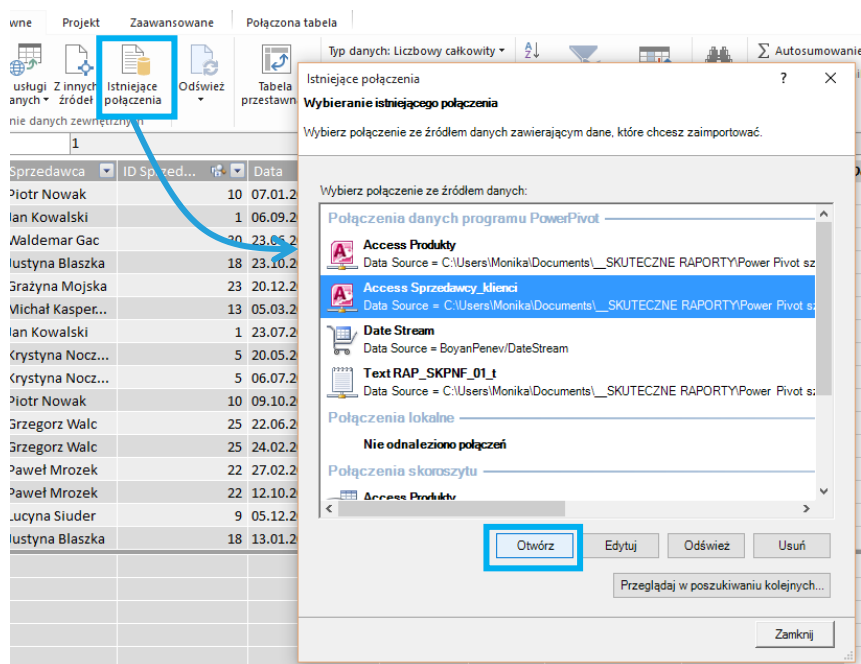 wne Projekt Zaawansowane Połączona tabela
usługi
anych
Z innych
źródeł
Istniejące
połączenia
Odśwież
Tabela
przestawn
Typ danych: Liczbowy całkowity
A
Z
Σ Autosumowanie
nie danych zewnętrznych
1
Sprzedawca ID Sprzed... Data
Piotr Nowak 10 07.01.2
Jan Kowalski 1 06.09.2
Waldemar Gac 30 23.06.2
Justyna Blaszka 18 23.10.2
Grażyna Mojska 23 20.12.2
Michał Kasper... 13 05.03.2
Jan Kowalski 1 23.07.2
Krystyna Nocz... 5 20.05.2
Krystyna Nocz... 5 06.07.2
Piotr Nowak 10 09.10.2
Grzegorz Walc 25 22.06.2
Grzegorz Walc 25 24.02.2
Paweł Mrozek 22 27.02.2
Paweł Mrozek 22 12.10.2
Lucyna Siuder 9 05.12.2
Justyna Blaszka 18 13.01.2
Istniejące połączenia ? ×
Wybieranie istniejącego połączenia
Wybierz połączenie ze źródłem danych zawierającym dane, które chcesz zaimportować.
Wybierz połączenie ze źródłem danych:
Połączenia danych programu PowerPivot
Access Produkty
Data Source = C:\Users\Monika\Documents\__SKUTECZNE RAPORTY\Power Pivot sz
Access Sprzedawcy_klienci
Data Source = C:\Users\Monika\Documents\__SKUTECZNE RAPORTY\Power Pivot sz
Date Stream
Data Source = BoyanPenev/DateStream
Text RAP_SKPNF_01_t
Data Source = C:\Users\Monika\Documents\__SKUTECZNE RAPORTY\Power Pivot sz
Połączenia lokalne
Nie odnaleziono połączeń
Połączenia skoroszytu
Access Produkty
Otwórz Edytuj Odśwież Usuń
Przeglądaj w poszukiwaniu kolejnych...
Zamknij